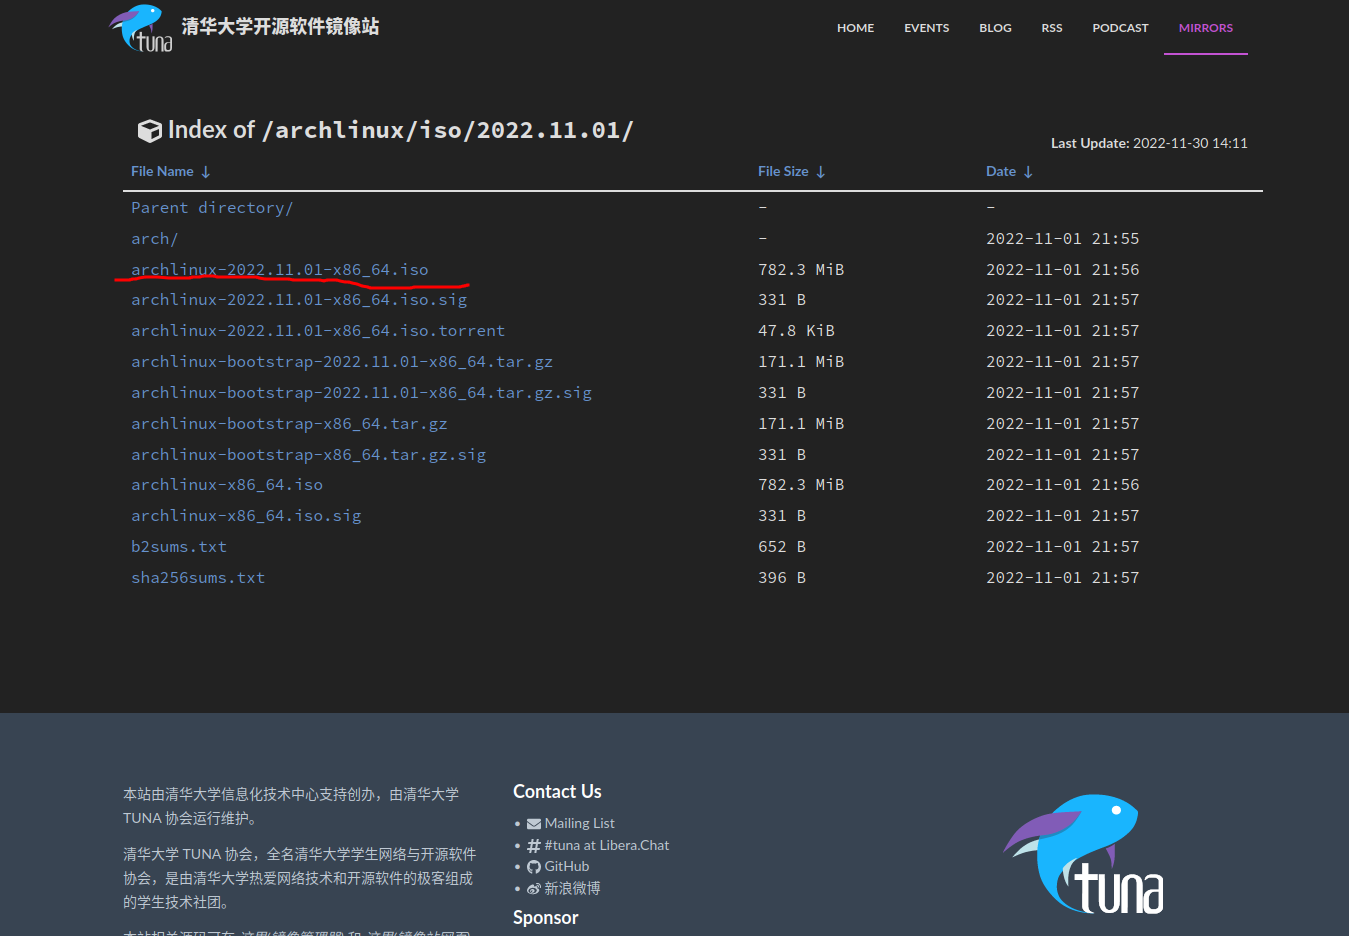 tuna 清华大学开源软件镜像站 HOME EVENTS BLOG RSS PODCAST MIRRORS
Index of /archlinux/iso/2022.11.01/
Last Update: 2022-11-30 14:11
File Name ↓ File Size ↓ Date ↓
Parent directory/ - -
arch/ - 2022-11-01 21:55
archlinux-2022.11.01-x86_64.iso 782.3 MiB 2022-11-01 21:56
archlinux-2022.11.01-x86_64.iso.sig 331 B 2022-11-01 21:57
archlinux-2022.11.01-x86_64.iso.torrent 47.8 KiB 2022-11-01 21:57
archlinux-bootstrap-2022.11.01-x86_64.tar.gz 171.1 MiB 2022-11-01 21:57
archlinux-bootstrap-2022.11.01-x86_64.tar.gz.sig 331 B 2022-11-01 21:57
archlinux-bootstrap-x86_64.tar.gz 171.1 MiB 2022-11-01 21:57
archlinux-bootstrap-x86_64.tar.gz.sig 331 B 2022-11-01 21:57
archlinux-x86_64.iso 782.3 MiB 2022-11-01 21:56
archlinux-x86_64.iso.sig 331 B 2022-11-01 21:57
b2sums.txt 652 B 2022-11-01 21:57
sha256sums.txt 396 B 2022-11-01 21:57
本站由清华大学信息化技术中心支持创办，由清华大学
TUNA 协会运行维护。
清华大学 TUNA 协会，全名清华大学学生网络与开源软件
协会，是由清华大学热爱网络技术和开源软件的极客组成
的学生技术社团。
Contact Us
Mailing List
#tuna at Libera.Chat
GitHub
新浪微博
Sponsor
tuna